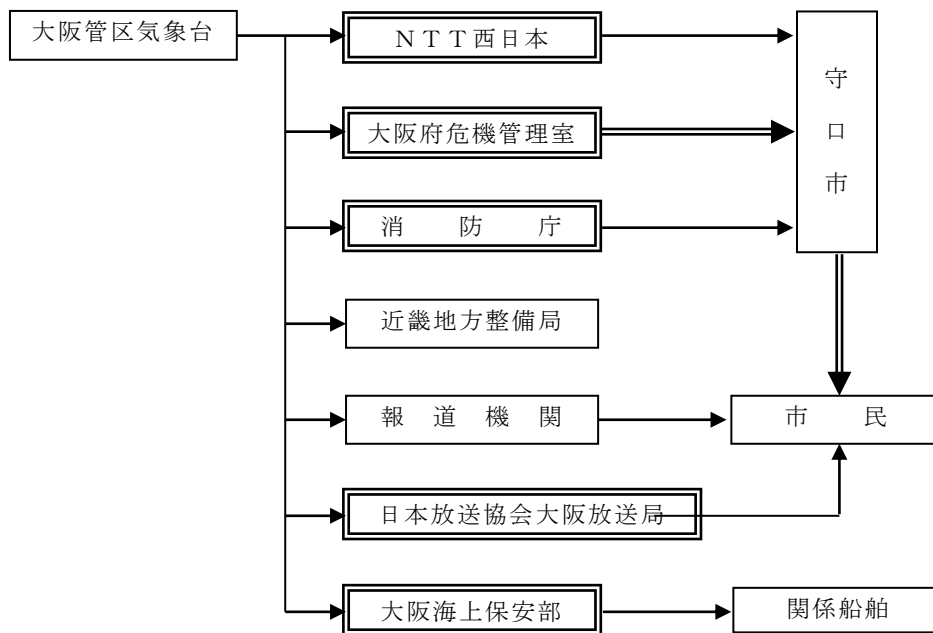 大阪管区気象台
ＮＴＴ西日本
守口市
大阪府危機管理室
消防庁
近畿地方整備局
報道機関
市民
日本放送協会大阪放送局
大阪海上保安部
関係船舶